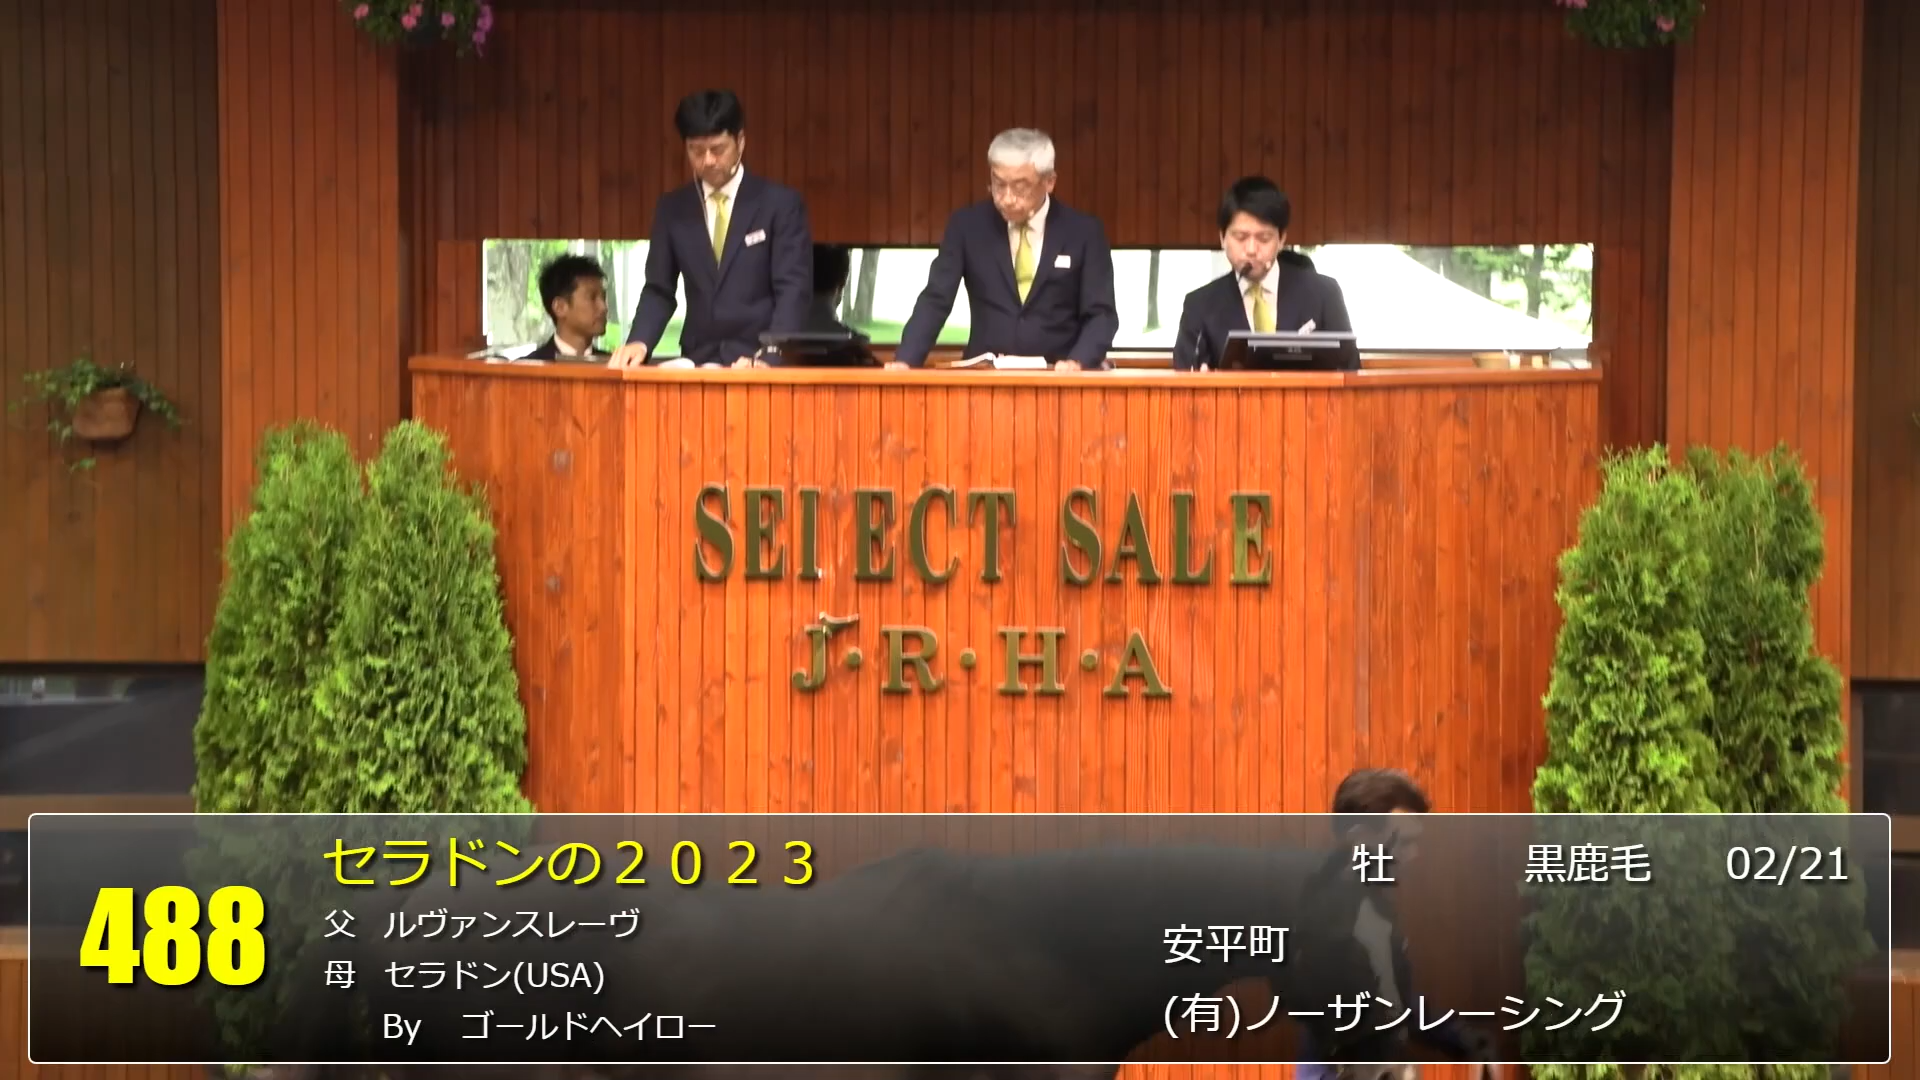 SELECT SALE
J·R·H·A
488
セラドンの２０２３
牡 黒鹿毛 02/21
父 ルヴァンスレーヴ
母 セラドン(USA)
By ゴールドヘイロー
安平町
(有)ノーザンレーシング